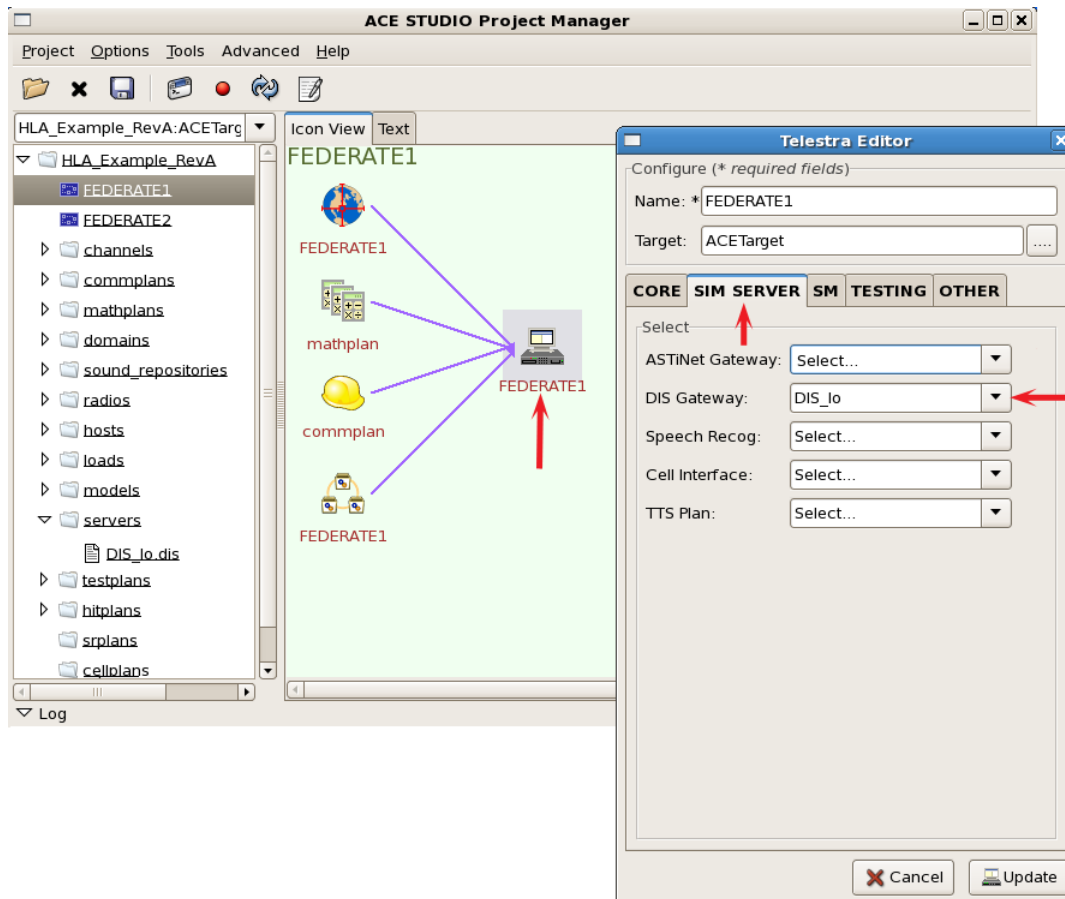 ACE STUDIO Project Manager
Project Options Tools Advanced Help
HLA_Example_RevA:ACETarg
HLA_Example_RevA
FEDERATE1
FEDERATE2
channels
commplans
mathplans
domains
sound_repositories
radios
hosts
loads
models
servers
DIS_lo.dis
testplans
hitplans
srplans
cellplans
Log
Icon View Text
FEDERATE1
FEDERATE1
mathplan
commplan
FEDERATE1
FEDERATE1
Telestra Editor
Configure (* required fields)
Name: * FEDERATE1
Target: ACETarget ....
CORE SIM SERVER SM TESTING OTHER
Select
ASTiNet Gateway: Select...
DIS Gateway: DIS_lo
Speech Recog: Select...
Cell Interface: Select...
TTS Plan: Select...
Cancel Update